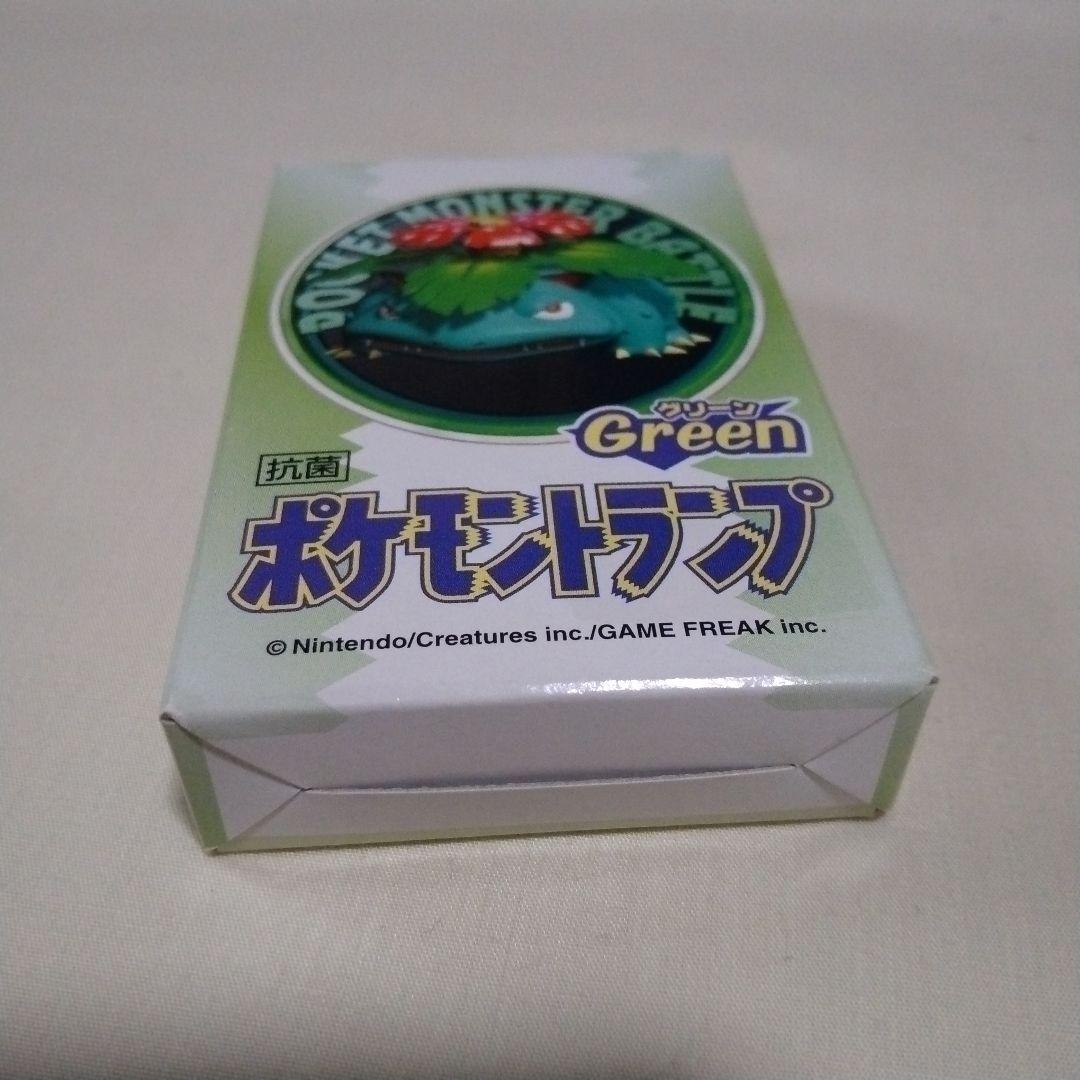 POCKET MONSTER BATTLE
グリーン
Green
抗菌
ポケモントランプ
© Nintendo/Creatures inc./GAME FREAK inc.